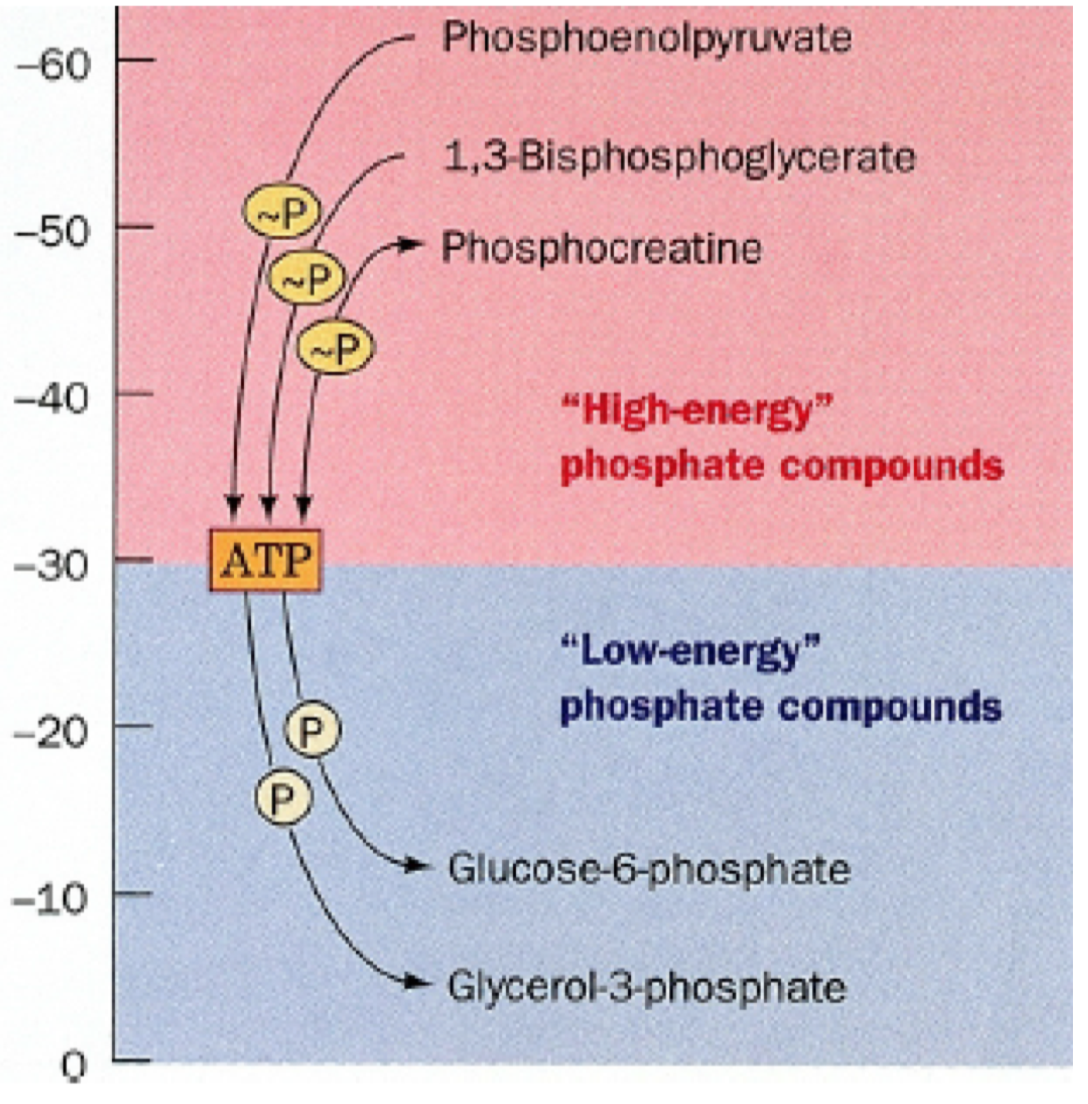 Phosphoenolpyruvate
–60
1,3-Bisphosphoglycerate
~P
–50
Phosphocreatine
~P
~P
–40
“High-energy”
phosphate compounds
ATP
–30
“Low-energy”
phosphate compounds
–20
P
P
Glucose-6-phosphate
–10
Glycerol-3-phosphate
0